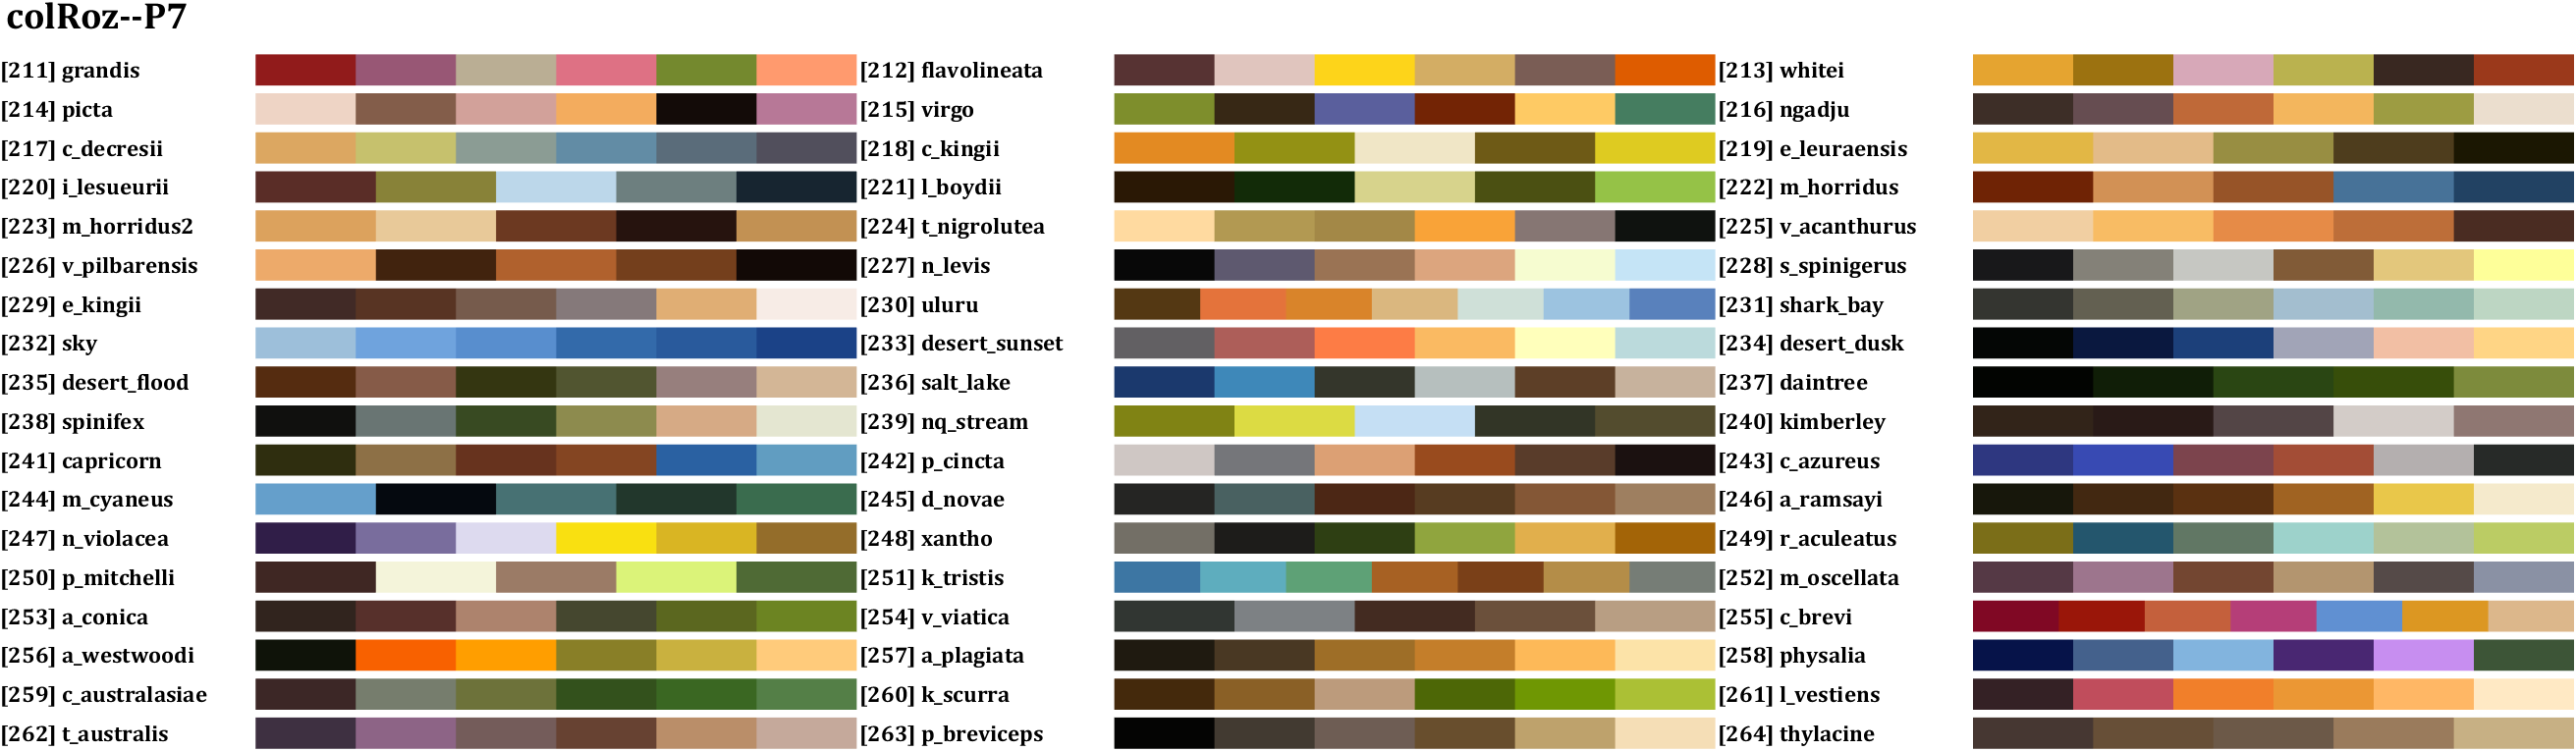 colRoz--P7
[211] grandis [212] flavolineata [213] whitei
[214] picta [215] virgo [216] ngadju
[217] c_decresii [218] c_kingii [219] e_leuraensis
[220] i_lesueurii [221] l_boydii [222] m_horridus
[223] m_horridus2 [224] t_nigrolutea [225] v_acanthurus
[226] v_pilbarensis [227] n_levis [228] s_spinigerus
[229] e_kingii [230] uluru [231] shark_bay
[232] sky [233] desert_sunset [234] desert_dusk
[235] desert_flood [236] salt_lake [237] daintree
[238] spinifex [239] nq_stream [240] kimberley
[241] capricorn [242] p_cincta [243] c_azureus
[244] m_cyaneus [245] d_novae [246] a_ramsayi
[247] n_violacea [248] xantho [249] r_aculeatus
[250] p_mitchelli [251] k_tristis [252] m_oscellata
[253] a_conica [254] v_viatica [255] c_brevi
[256] a_westwoodi [257] a_plagiata [258] physalia
[259] c_australasiae [260] k_scurra [261] l_vestiens
[262] t_australis [263] p_breviceps [264] thylacine